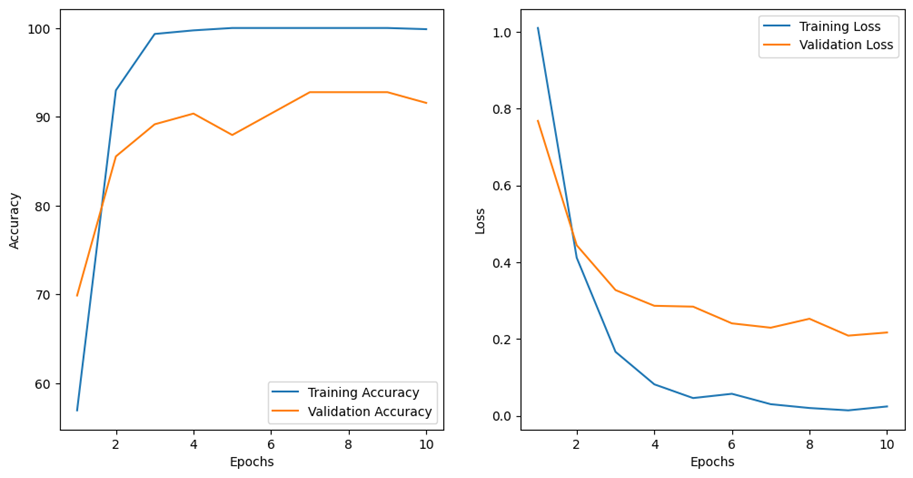 100
90
80
70
60
Accuracy
2
4
6
8
10
Epochs
Training Accuracy
Validation Accuracy
1.0
0.8
0.6
0.4
0.2
0.0
Loss
2
4
6
8
10
Epochs
Training Loss
Validation Loss